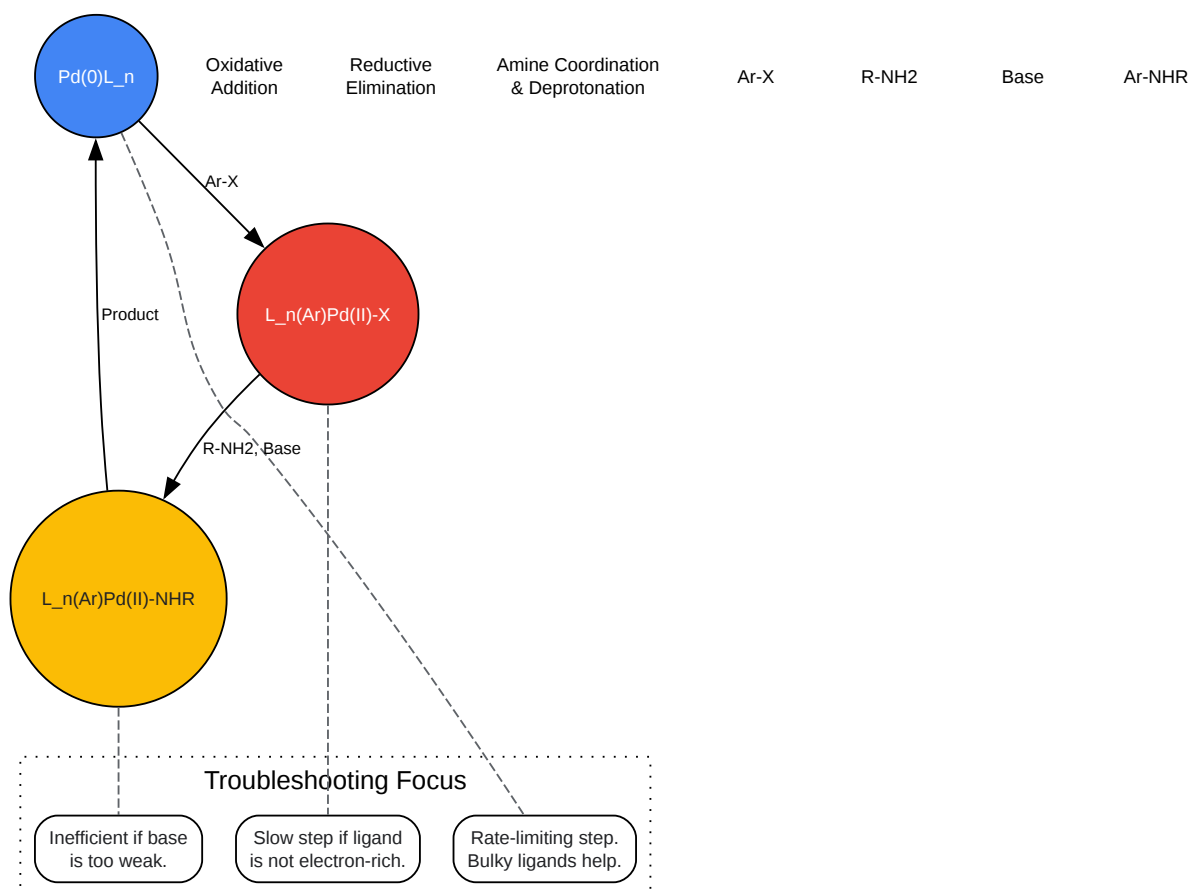 Pd(0)L_n
Oxidative
Addition
Reductive
Elimination
Amine Coordination
& Deprotonation
Ar-X
R-NH2
Base
Ar-NHR
Ar-X
L_n(Ar)Pd(II)-X
Product
R-NH2, Base
L_n(Ar)Pd(II)-NHR
Troubleshooting Focus
Inefficient if base
is too weak.
Slow step if ligand
is not electron-rich.
Rate-limiting step.
Bulky ligands help.